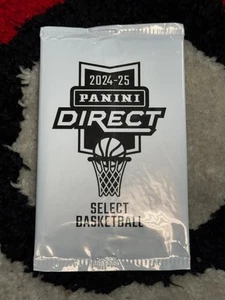 2024-25
PANINI
DIRECT
SELECT
BASKETBALL